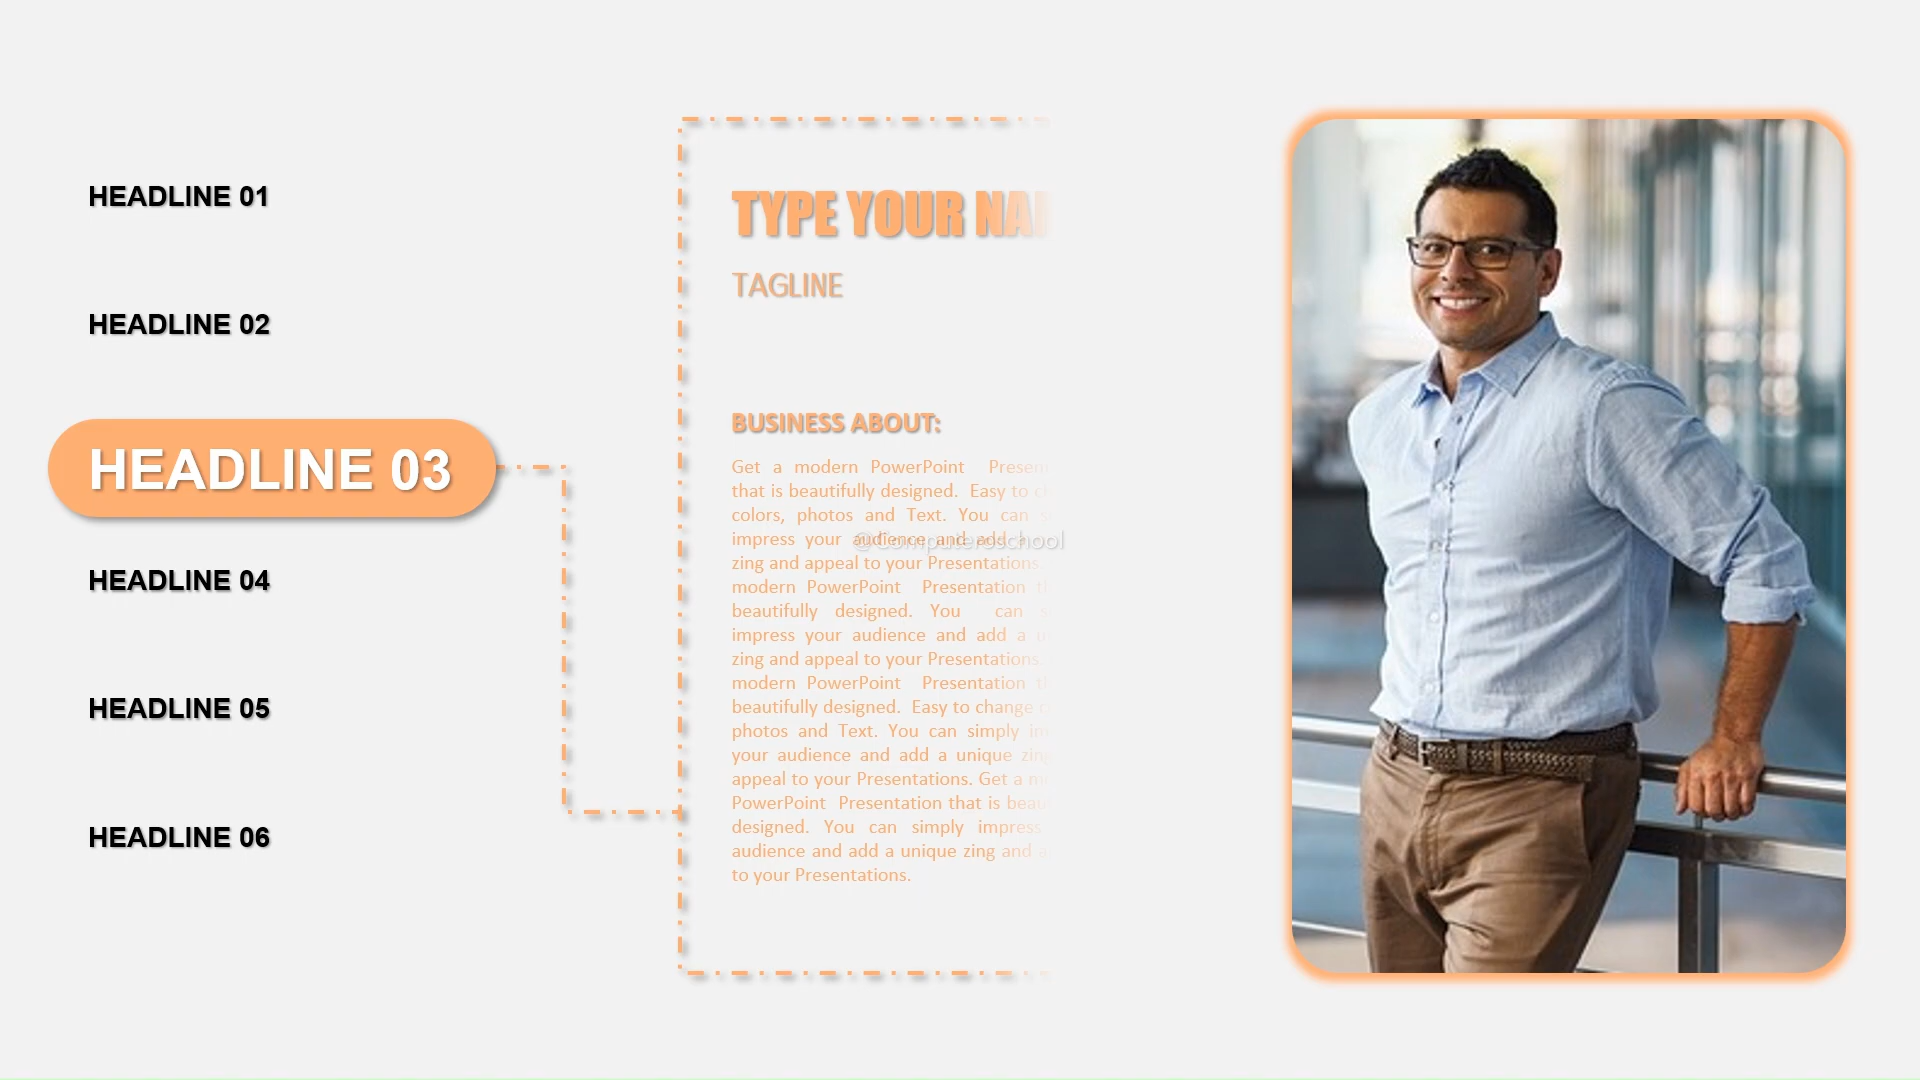 HEADLINE 01
HEADLINE 02
HEADLINE 03
HEADLINE 04
HEADLINE 05
HEADLINE 06
TYPE YOUR
TAGLINE
BUSINESS ABOUT:
Get a modern PowerPoint
that is beautifully designed. Easy to
colors, photos and Text. You can
impress your audience and add
@Computeroschool
zing and appeal to your Presentations
modern PowerPoint Presentation
beautifully designed. You can
impress your audience and add a
zing and appeal to your Presentations
modern PowerPoint Presentation
beautifully designed. Easy to change
photos and Text. You can simply
your audience and add a unique zing
appeal to your Presentations. Get a
PowerPoint Presentation that is
designed. You can simply impress
audience and add a unique zing and
to your Presentations.